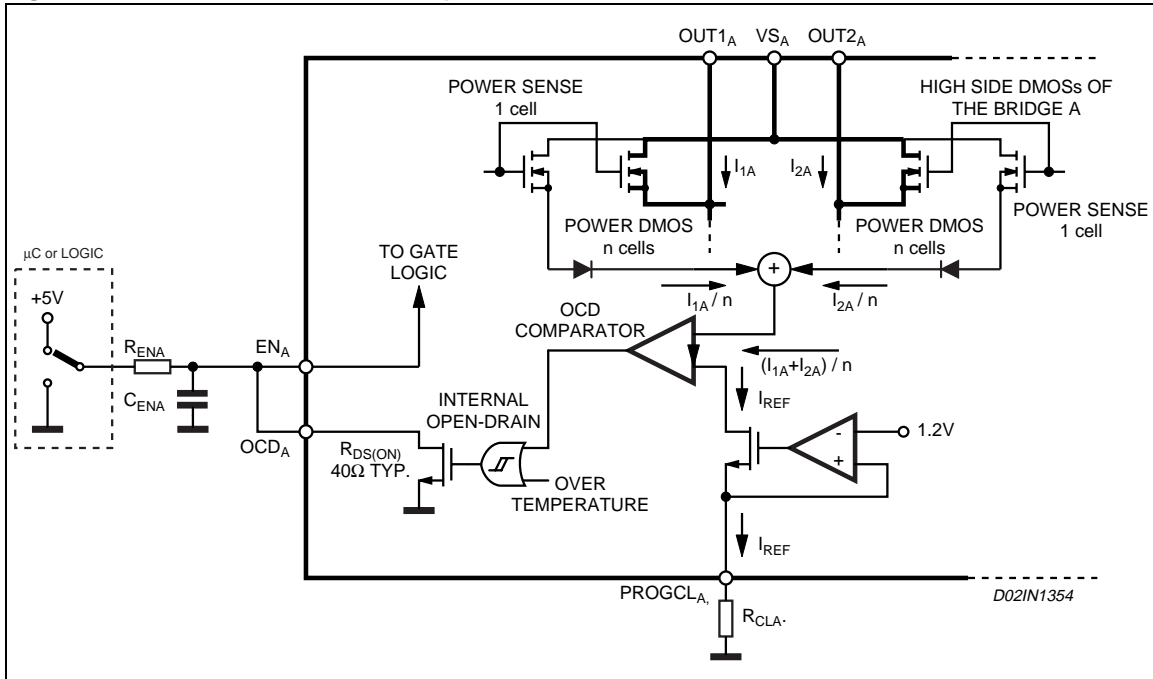 OUT1A
VSA
OUT2A
POWER SENSE
1 cell
HIGH SIDE DMOSs OF
THE BRIDGE A
I1A
I2A
POWER SENSE
1 cell
POWER DMOS
n cells
POWER DMOS
n cells
μC or LOGIC
TO GATE
LOGIC
+
+5V
I1A / n
I2A / n
OCD
COMPARATOR
RENA
ENA
(I1A+I2A) / n
CENA
INTERNAL
OPEN-DRAIN
IREF
OCDA
RDS(ON)
40Ω TYP.
-
+
1.2V
OVER
TEMPERATURE
IREF
PROGCLA,
D02IN1354
RCLA.